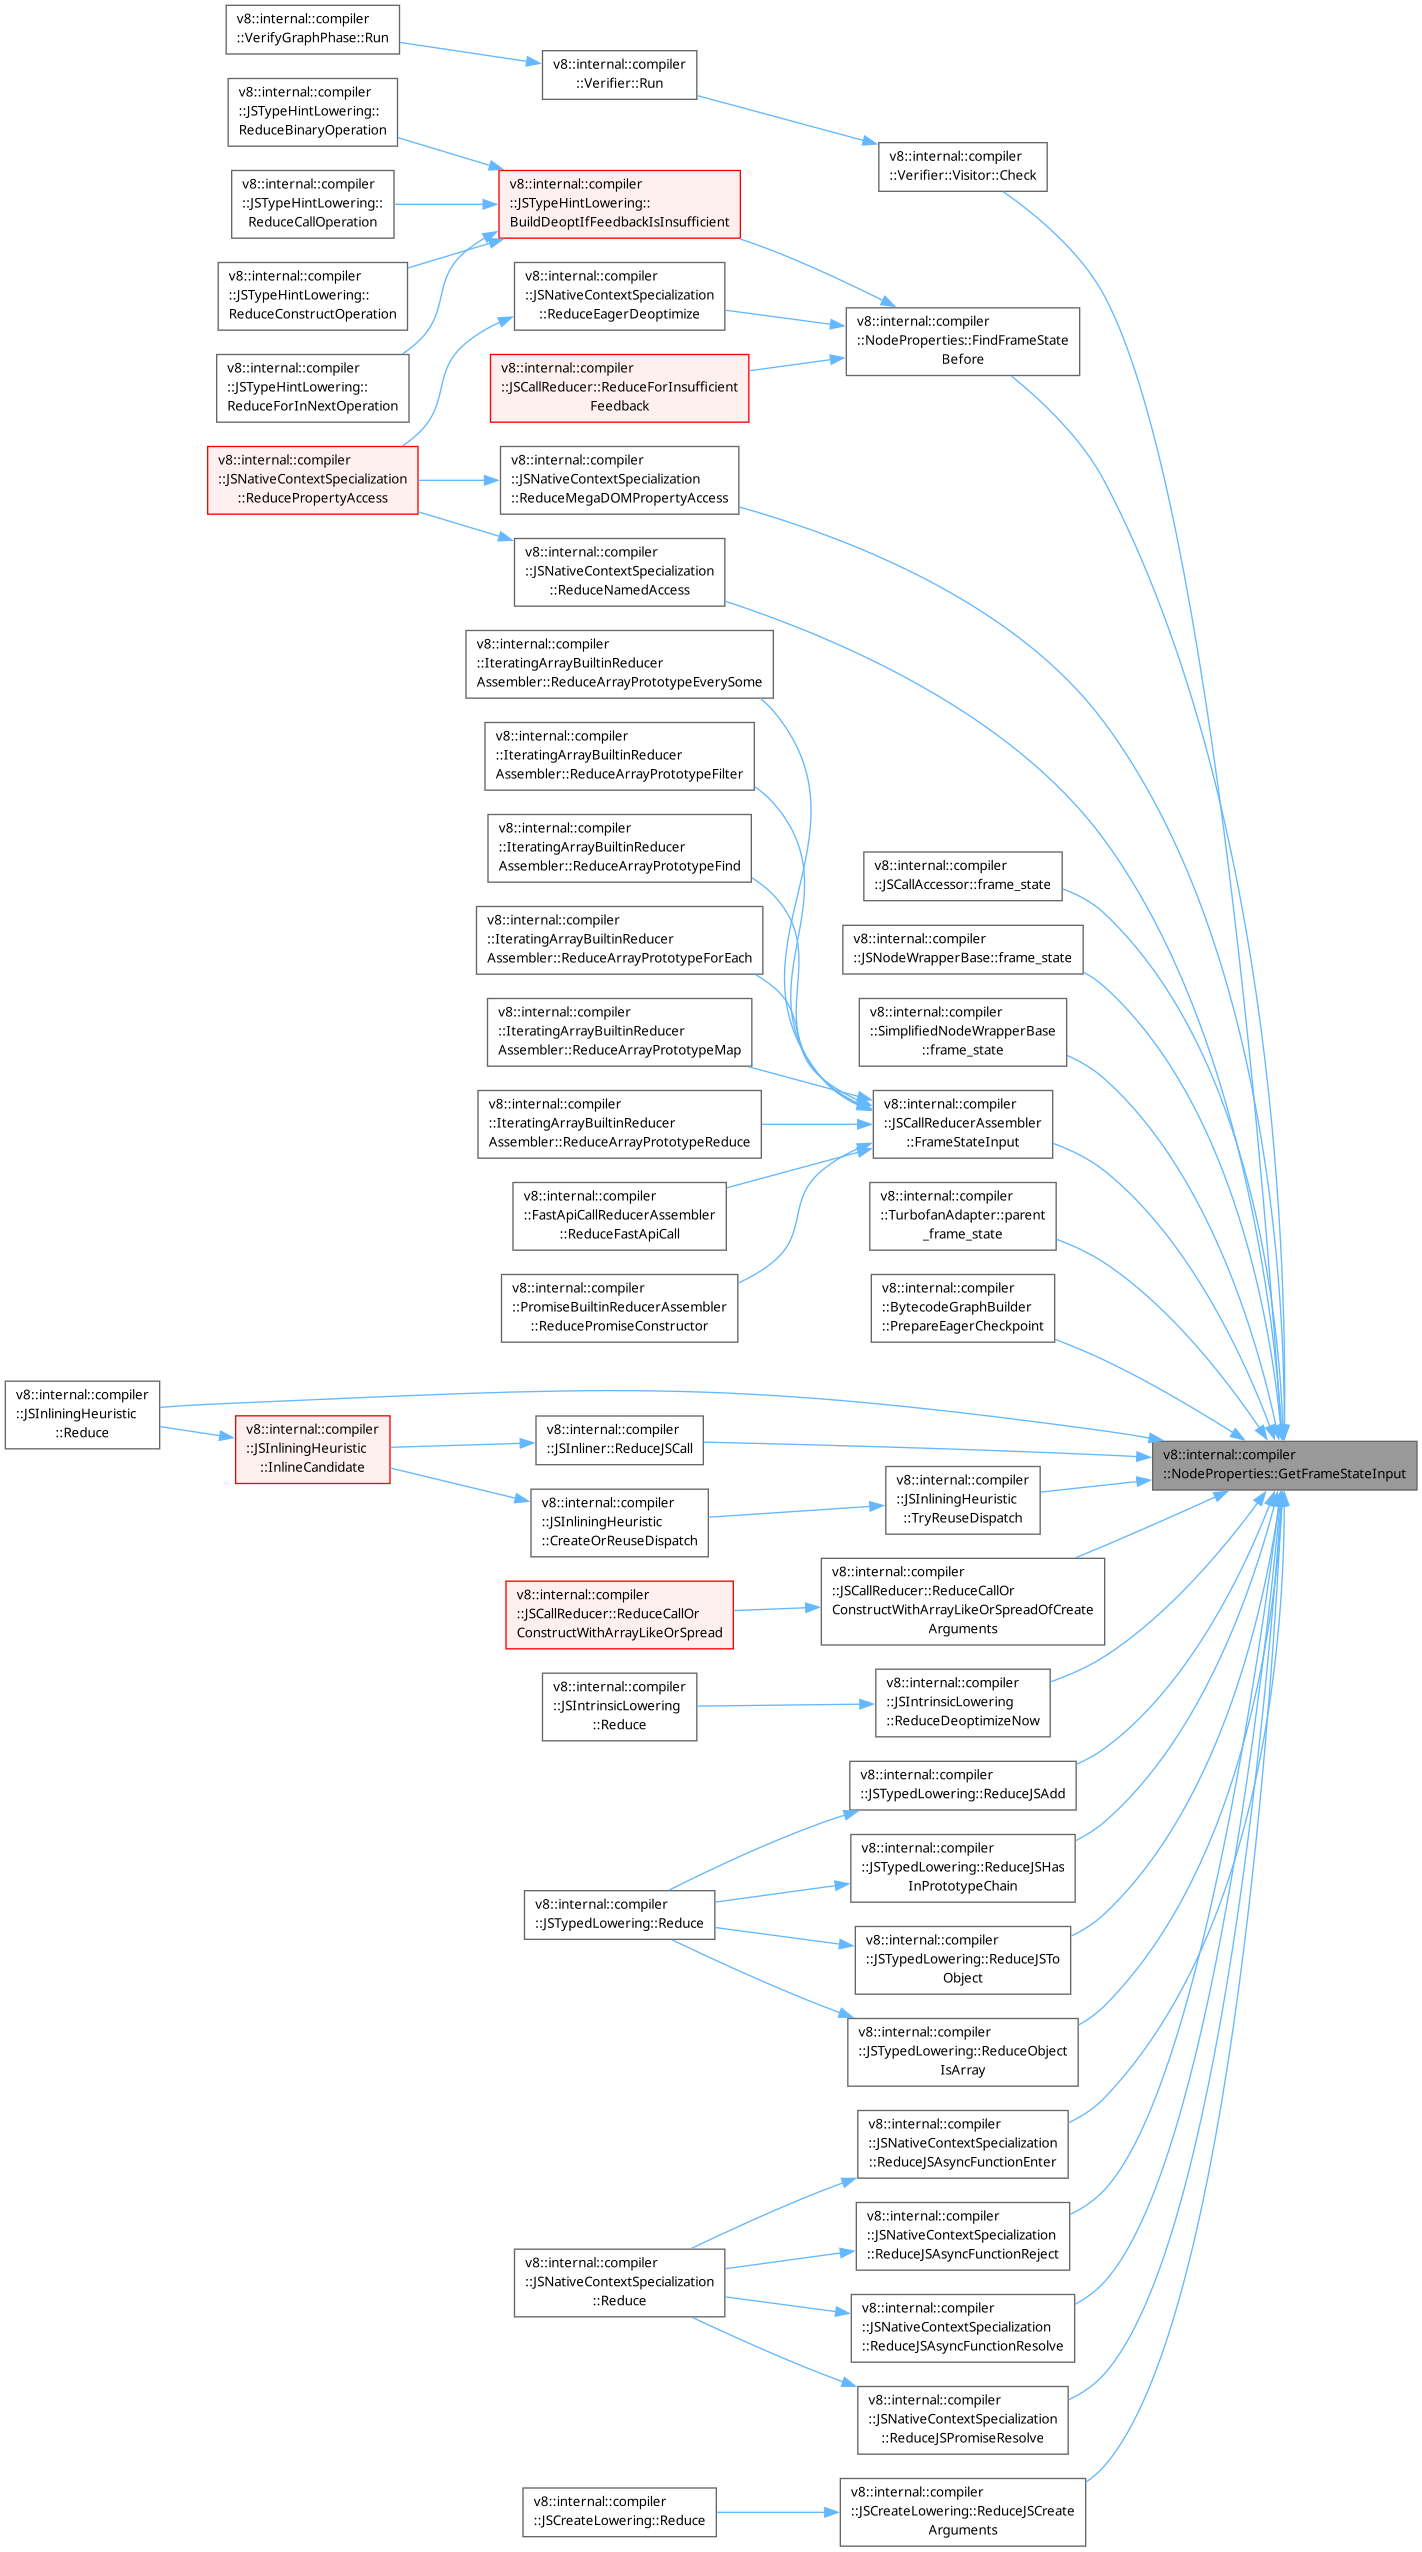 v8::internal::compiler
::VerifyGraphPhase::Run
v8::internal::compiler
::Verifier::Run
v8::internal::compiler
::JSTypeHintLowering::
ReduceBinaryOperation
v8::internal::compiler
::Verifier::Visitor::Check
v8::internal::compiler
::JSTypeHintLowering::
ReduceCallOperation
v8::internal::compiler
::JSTypeHintLowering::
BuildDeoptIfFeedbackIsInsufficient
v8::internal::compiler
::JSTypeHintLowering::
ReduceConstructOperation
v8::internal::compiler
::JSNativeContextSpecialization
::ReduceEagerDeoptimize
v8::internal::compiler
::NodeProperties::FindFrameState
Before
v8::internal::compiler
::JSTypeHintLowering::
ReduceForInNextOperation
v8::internal::compiler
::JSCallReducer::ReduceForInsufficient
Feedback
v8::internal::compiler
::JSNativeContextSpecialization
::ReducePropertyAccess
v8::internal::compiler
::JSNativeContextSpecialization
::ReduceMegaDOMPropertyAccess
v8::internal::compiler
::JSNativeContextSpecialization
::ReduceNamedAccess
v8::internal::compiler
::IteratingArrayBuiltinReducer
Assembler::ReduceArrayPrototypeEverySome
v8::internal::compiler
::IteratingArrayBuiltinReducer
Assembler::ReduceArrayPrototypeFilter
v8::internal::compiler
::IteratingArrayBuiltinReducer
Assembler::ReduceArrayPrototypeFind
v8::internal::compiler
::JSCallAccessor::frame_state
v8::internal::compiler
::IteratingArrayBuiltinReducer
Assembler::ReduceArrayPrototypeForEach
v8::internal::compiler
::JSNodeWrapperBase::frame_state
v8::internal::compiler
::IteratingArrayBuiltinReducer
Assembler::ReduceArrayPrototypeMap
v8::internal::compiler
::SimplifiedNodeWrapperBase
::frame_state
v8::internal::compiler
::IteratingArrayBuiltinReducer
Assembler::ReduceArrayPrototypeReduce
v8::internal::compiler
::JSCallReducerAssembler
::FrameStateInput
v8::internal::compiler
::FastApiCallReducerAssembler
::ReduceFastApiCall
v8::internal::compiler
::TurbofanAdapter::parent
_frame_state
v8::internal::compiler
::PromiseBuiltinReducerAssembler
::ReducePromiseConstructor
v8::internal::compiler
::BytecodeGraphBuilder
::PrepareEagerCheckpoint
v8::internal::compiler
::JSInliningHeuristic
::Reduce
v8::internal::compiler
::JSInliningHeuristic
::InlineCandidate
v8::internal::compiler
::JSInliner::ReduceJSCall
v8::internal::compiler
::NodeProperties::GetFrameStateInput
v8::internal::compiler
::JSInliningHeuristic
::TryReuseDispatch
v8::internal::compiler
::JSInliningHeuristic
::CreateOrReuseDispatch
v8::internal::compiler
::JSCallReducer::ReduceCallOr
ConstructWithArrayLikeOrSpreadOfCreate
Arguments
v8::internal::compiler
::JSCallReducer::ReduceCallOr
ConstructWithArrayLikeOrSpread
v8::internal::compiler
::JSIntrinsicLowering
::Reduce
v8::internal::compiler
::JSIntrinsicLowering
::ReduceDeoptimizeNow
v8::internal::compiler
::JSTypedLowering::ReduceJSAdd
v8::internal::compiler
::JSTypedLowering::ReduceJSHas
InPrototypeChain
v8::internal::compiler
::JSTypedLowering::Reduce
v8::internal::compiler
::JSTypedLowering::ReduceJSTo
Object
v8::internal::compiler
::JSTypedLowering::ReduceObject
IsArray
v8::internal::compiler
::JSNativeContextSpecialization
::ReduceJSAsyncFunctionEnter
v8::internal::compiler
::JSNativeContextSpecialization
::ReduceJSAsyncFunctionReject
v8::internal::compiler
::JSNativeContextSpecialization
::Reduce
v8::internal::compiler
::JSNativeContextSpecialization
::ReduceJSAsyncFunctionResolve
v8::internal::compiler
::JSNativeContextSpecialization
::ReduceJSPromiseResolve
v8::internal::compiler
::JSCreateLowering::Reduce
v8::internal::compiler
::JSCreateLowering::ReduceJSCreate
Arguments